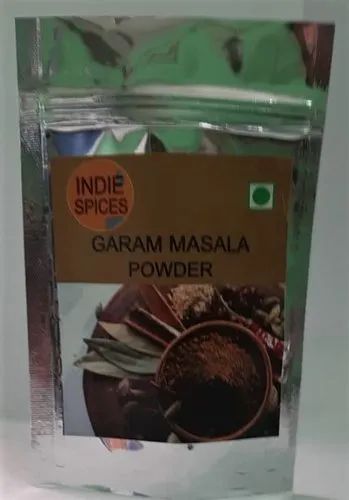 INDIE
SPICES
GARAM MASALA
POWDER